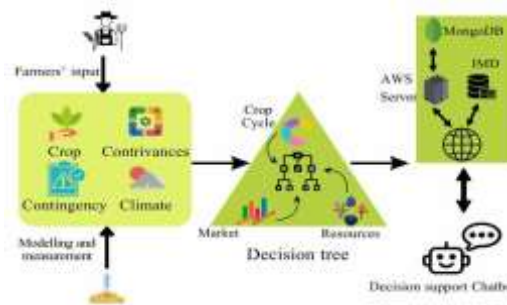 Farmers' input
Crop
Contrivances
Contingency
Climate
Modelling and
measurement
Crop
Cycle
Market
Resources
Decision tree
MongoDB
AWS
Server
IMD
Decision support Chatb